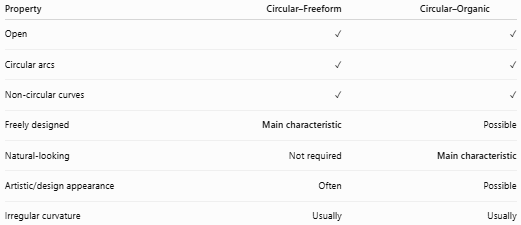 Property Circular–Freeform Circular–Organic
Open ✓ ✓
Circular arcs ✓ ✓
Non-circular curves ✓ ✓
Freely designed Main characteristic Possible
Natural-looking Not required Main characteristic
Artistic/design appearance Often Possible
Irregular curvature Usually Usually